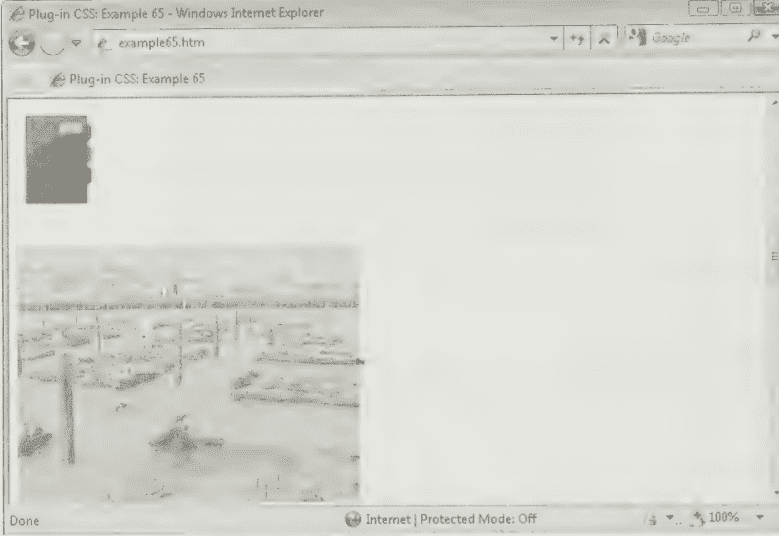 Plug-in CSS: Example 65 - Windows Internet Explorer
example65.htm
Google
Plug-in CSS: Example 65
Done
Internet | Protected Mode: Off
100%